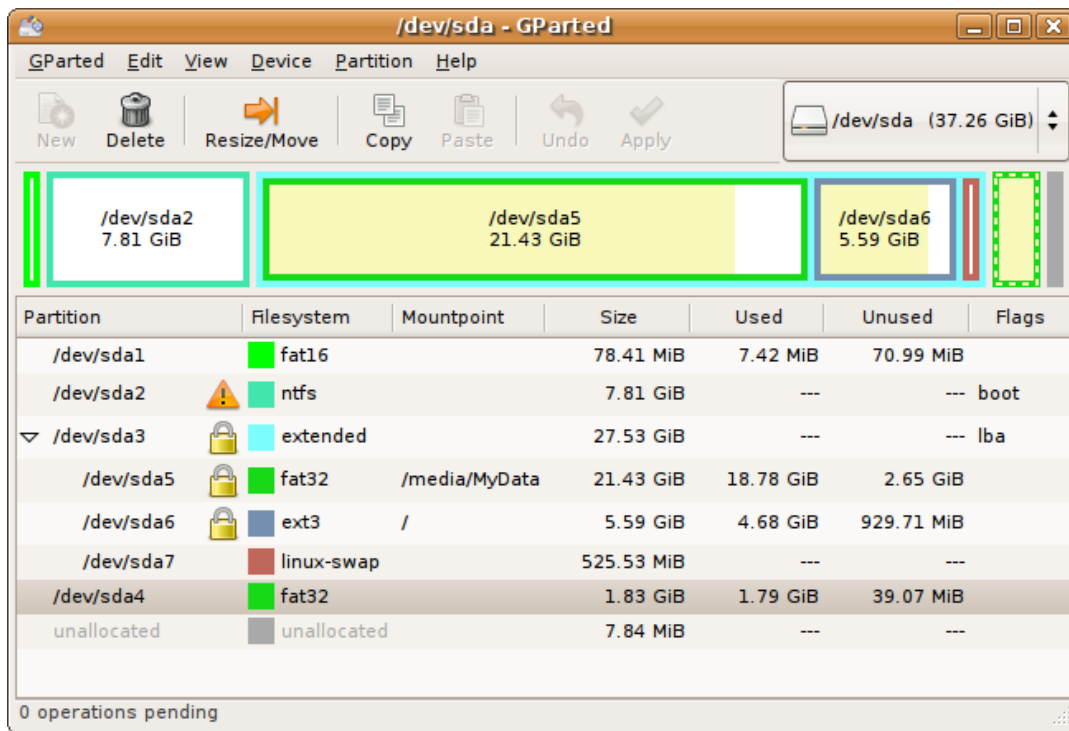 /dev/sda - GParted
GParted Edit View Device Partition Help
New Delete Resize/Move Copy Paste Undo Apply /dev/sda (37.26 GiB)
/dev/sda2 /dev/sda5 /dev/sda6
7.81 GiB 21.43 GiB 5.59 GiB
Partition Filesystem Mountpoint Size Used Unused Flags
/dev/sda1 fat16 78.41 MiB 7.42 MiB 70.99 MiB
/dev/sda2 ntfs 7.81 GiB --- --- boot
/dev/sda3 extended 27.53 GiB --- --- lba
/dev/sda5 fat32 /media/MyData 21.43 GiB 18.78 GiB 2.65 GiB
/dev/sda6 ext3 / 5.59 GiB 4.68 GiB 929.71 MiB
/dev/sda7 linux-swap 525.53 MiB --- ---
/dev/sda4 fat32 1.83 GiB 1.79 GiB 39.07 MiB
unallocated unallocated 7.84 MiB --- ---
0 operations pending